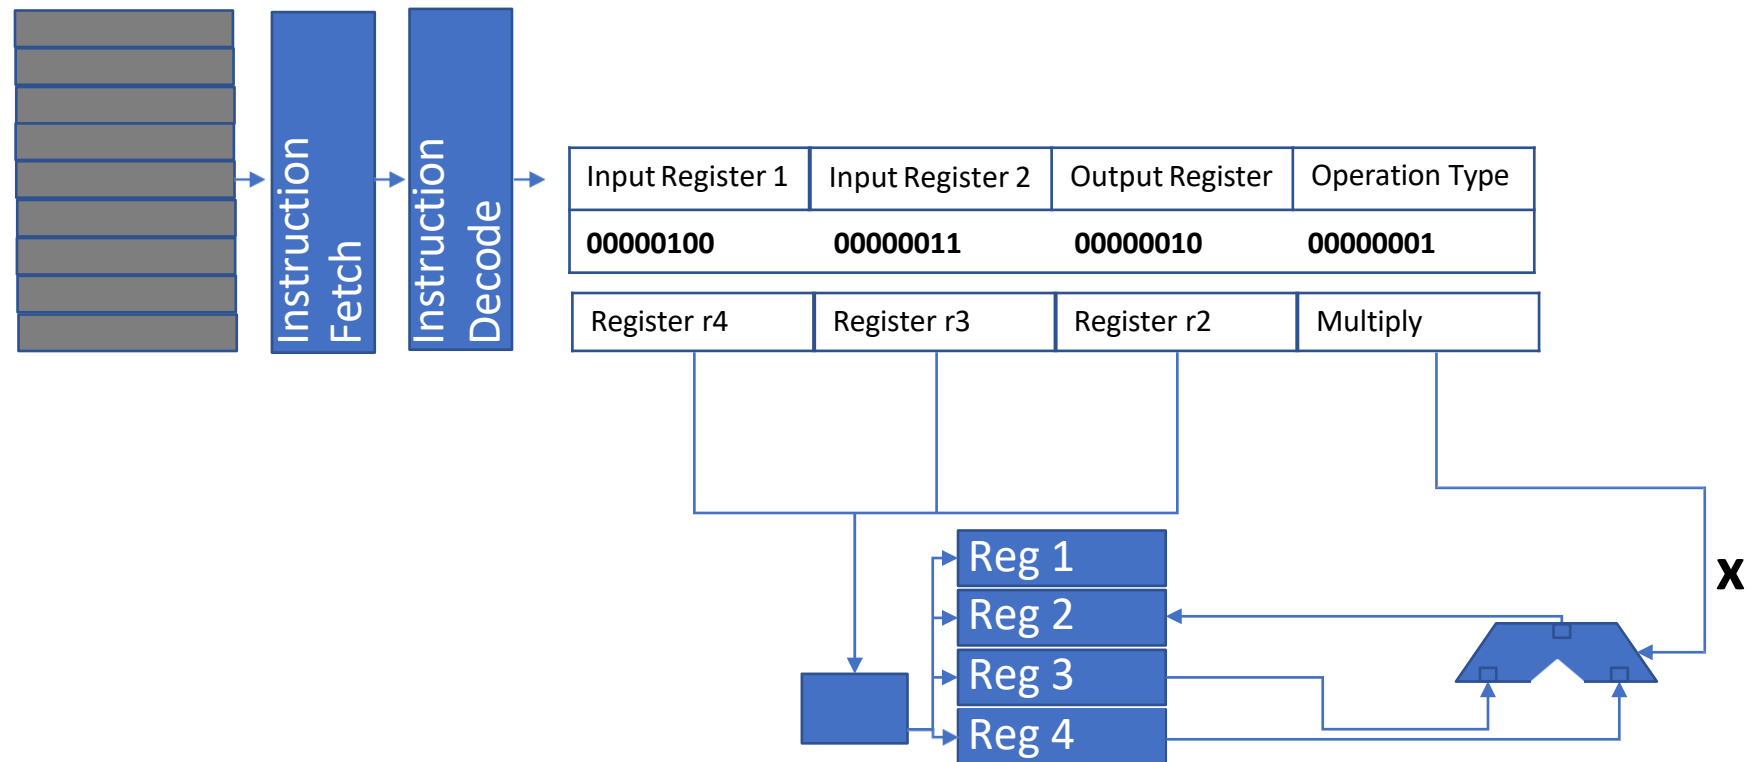 Instruction
Fetch
Instruction
Decode
Input Register 1 Input Register 2 Output Register Operation Type
00000100 00000011 00000010 00000001
Register r4 Register r3 Register r2 Multiply
Reg 1
X
Reg 2
Reg 3
Reg 4